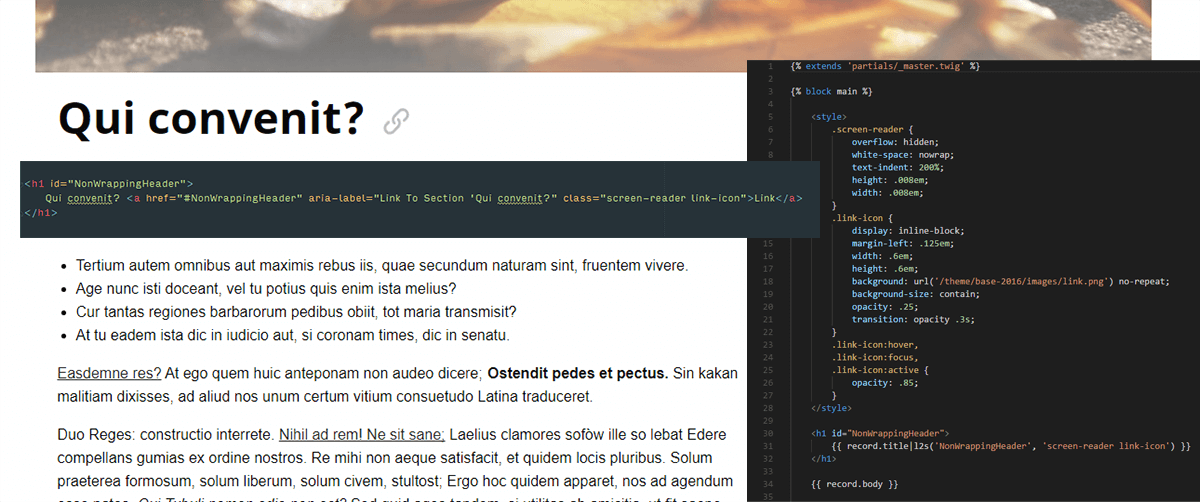 Qui convenit?
<h1 id="NonWrappingHeader">
Qui convenit? <a href="#NonWrappingHeader" aria-label="Link To Section 'Qui convenit?" class="screen-reader link-icon">Link</a>
</h1>
Tertium autem omnibus aut maximis rebus iis, quae secundum naturam sint, fruentem vivere.
Age nunc isti doceant, vel tu potius quis enim ista melius?
Cur tantas regiones barbarorum pedibus obiit, tot maria transmisit?
At tu eadem ista dic in iudicio aut, si coronam times, dic in senatu.
Easdemne res? At ego quem huic anteponam non audeo dicere; Ostendit pedes et pectus. Sin kakan
malitiam dixisses, ad aliud nos unum certum vitium consuetudo Latina traduceret.
Duo Reges: constructio interrete. Nihil ad rem! Ne sit sane; Laelius clamores sofòw ille so lebat Edere
compellans gumias ex ordine nostros. Re mihi non aeque satisfacit, et quidem locis pluribus. Solum
praeterea formosum, solum liberum, solum civem, stultost; Ergo hoc quidem apparet, nos ad agendum
1 {% extends 'partials/_master.twig' %}
2
3 {% block main %}
4
5 <style>
6 .screen-reader {
7 overflow: hidden;
8 white-space: nowrap;
text-indent: 200%;
height: .008em;
width: .008em;
}
.link-icon {
display: inline-block;
15 margin-left: .125em;
16 width: .6em;
17 height: .6em;
18 background: url('/theme/base-2016/images/link.png') no-repeat;
19 background-size: contain;
20 opacity: .25;
21 transition: opacity .3s;
22 }
23 .link-icon:hover,
24 .link-icon:focus,
25 .link-icon:active {
26 opacity: .85;
27 }
28 </style>
29
30 <h1 id="NonWrappingHeader">
31 {{ record.title|l2s('NonWrappingHeader', 'screen-reader link-icon') }}
32 </h1>
33
34 {{ record.body }}
35